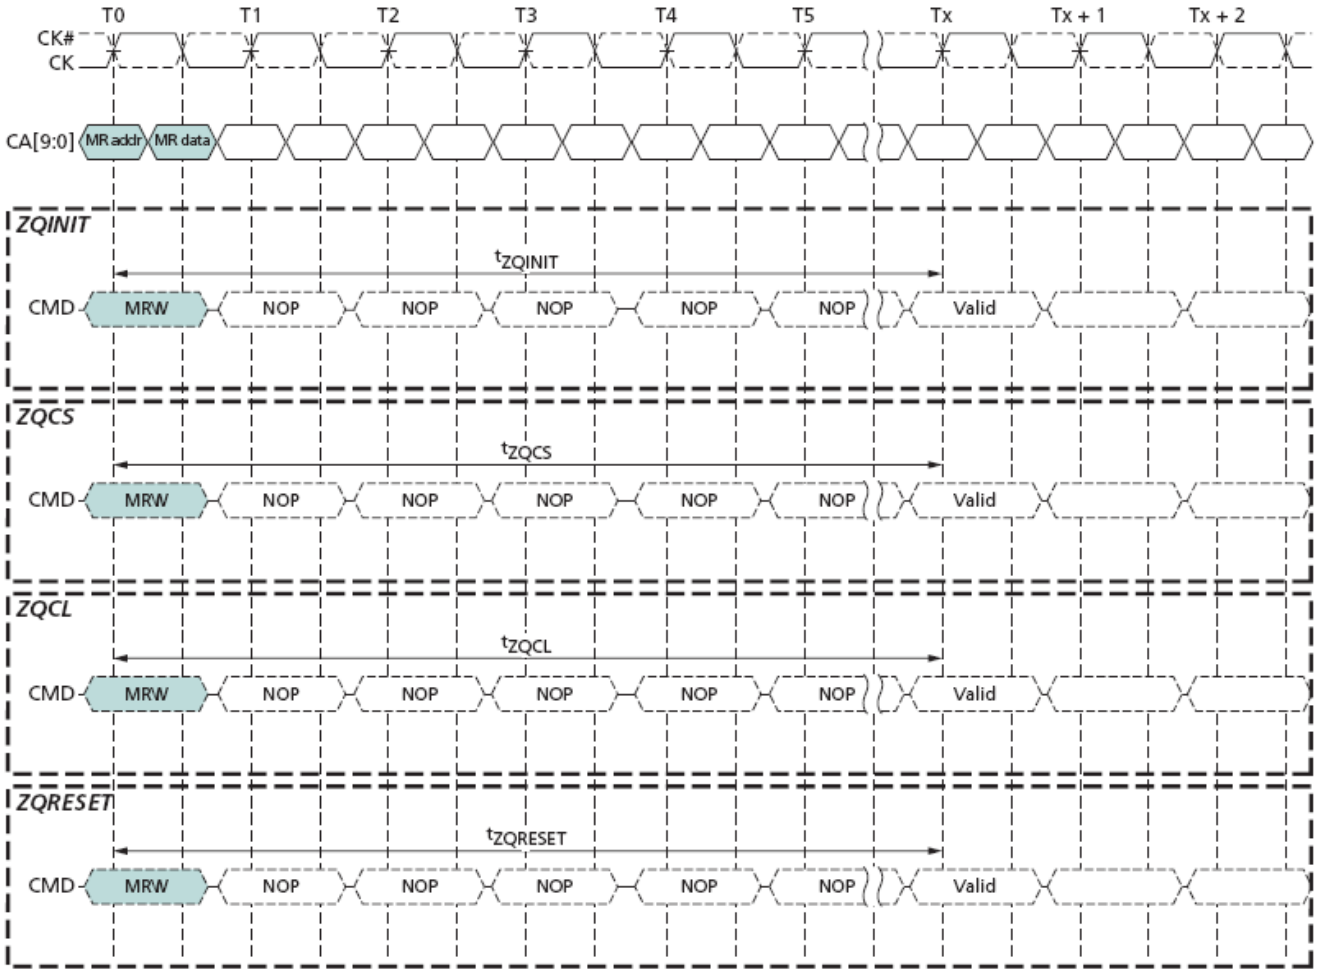 T0 T1 T2 T3 T4 T5 Tx Tx + 1 Tx + 2
CK#
CK
CA[9:0] MR addr MR data
ZQINIT
tZQINIT
CMD MRW NOP NOP NOP NOP NOP Valid
ZQCS
tZQCS
CMD MRW NOP NOP NOP NOP NOP Valid
ZQCL
tZQCL
CMD MRW NOP NOP NOP NOP NOP Valid
ZQRESET
tZQRESET
CMD MRW NOP NOP NOP NOP NOP Valid